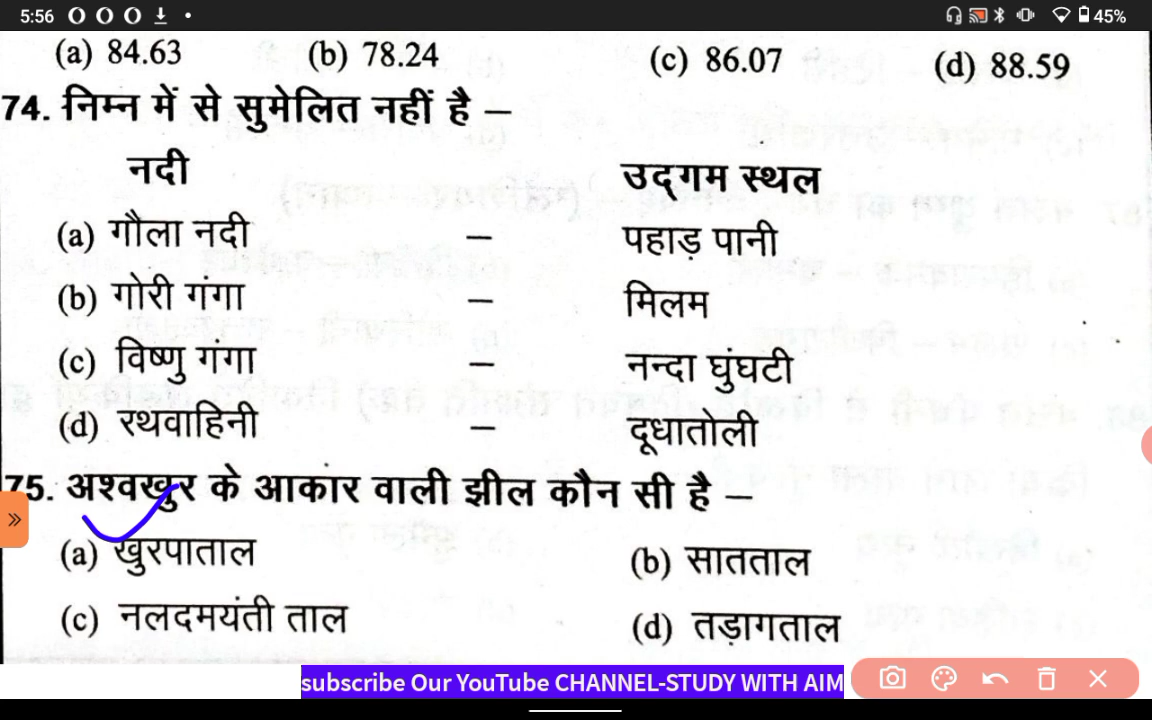 5:56 45%
(a) 84.63 (b) 78.24 (c) 86.07 (d) 88.59
74. निम्न में से सुमेलित नहीं है –
नदी उद्गम स्थल
(a) गौला नदी – पहाड़ पानी
(b) गोरी गंगा – मिलम
(c) विष्णु गंगा – नन्दा घुंघटी
(d) रथवाहिनी – दूधातोली
75. अश्वखुर के आकार वाली झील कौन सी है –
(a) खुरपाताल (b) सातताल
(c) नलदमयंती ताल (d) तड़ागताल
subscribe Our YouTube CHANNEL-STUDY WITH AIM